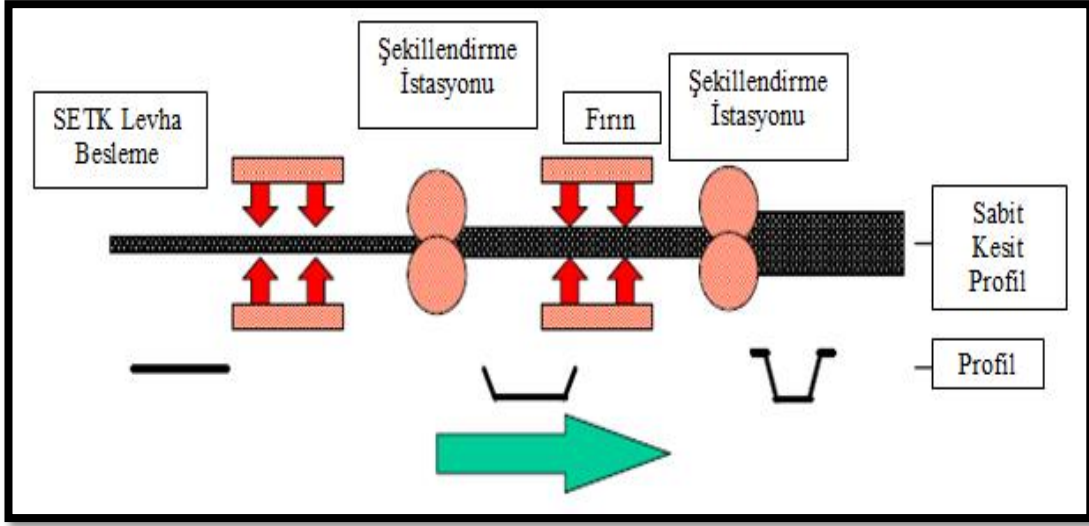 SETK Levha
Besleme
Şekillendirme
İstasyonu
Fırın
Şekillendirme
İstasyonu
Sabit
Kesit
Profil
Profil